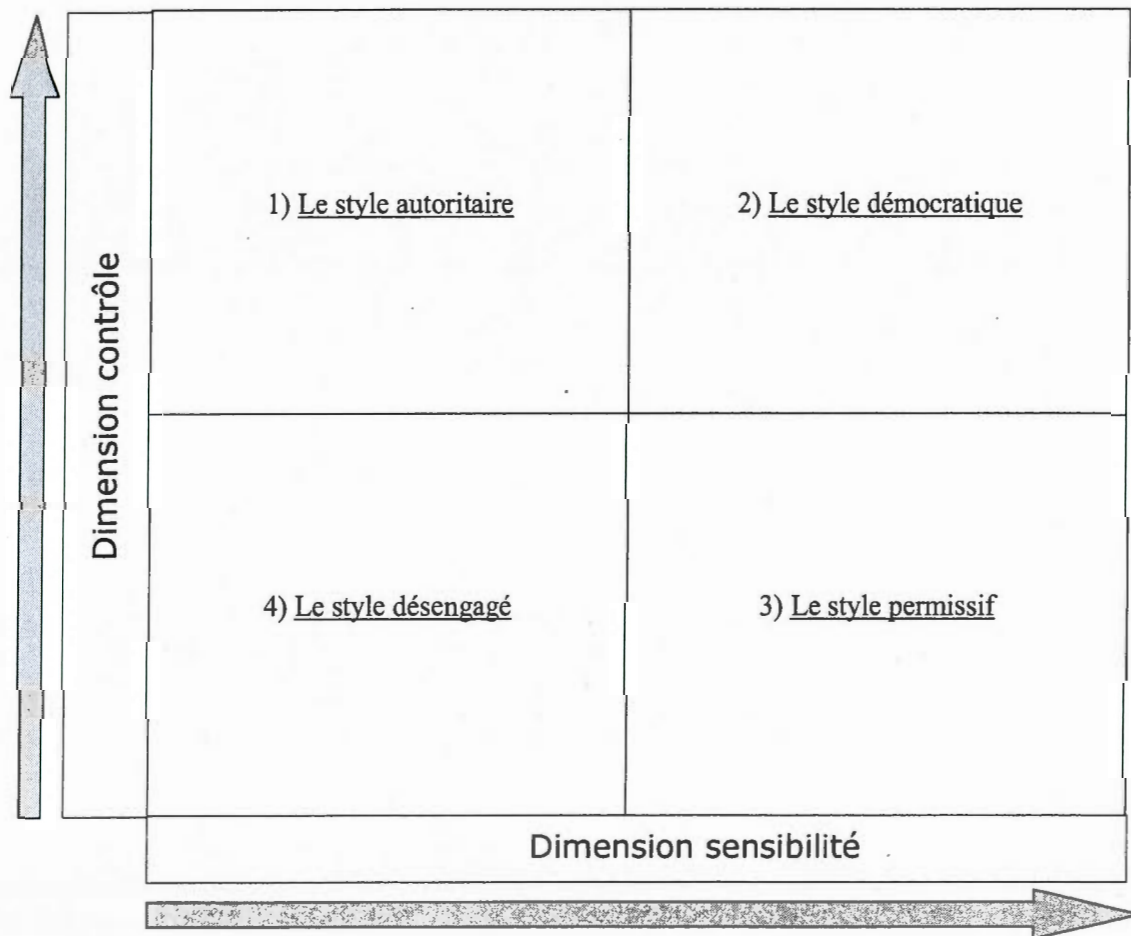 Dimension contrôle
1) Le style autoritaire
2) Le style démocratique
4) Le style désengagé
3) Le style permissif
Dimension sensibilité